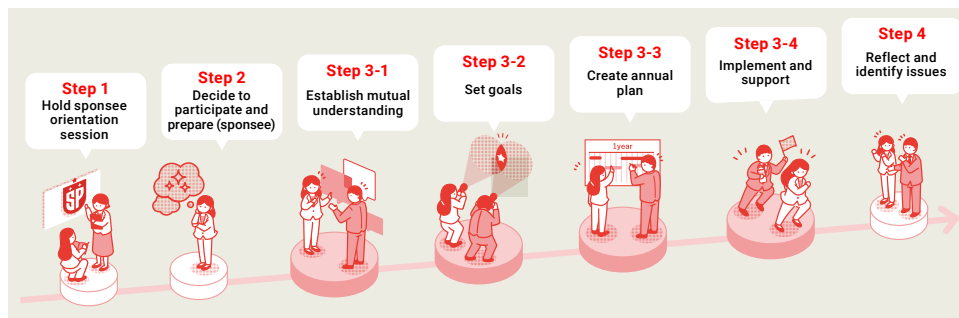 Step 1
Hold sponsee
orientation
session
SP
Step 2
Decide to
participate and
prepare (sponsee)
Step 3-1
Establish mutual
understanding
Step 3-2
Set goals
Step 3-3
Create annual
plan
1year
Step 3-4
Implement and
support
Step 4
Reflect and
identify issues